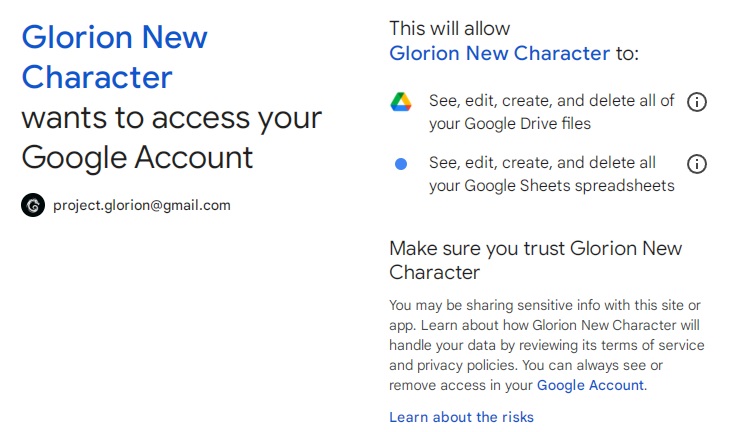 Glorion New
Character
wants to access your
Google Account
project.glorion@gmail.com
This will allow
Glorion New Character to:
See, edit, create, and delete all of
your Google Drive files
See, edit, create, and delete all
your Google Sheets spreadsheets
Make sure you trust Glorion New
Character
You may be sharing sensitive info with this site or
app. Learn about how Glorion New Character will
handle your data by reviewing its terms of service
and privacy policies. You can always see or
remove access in your Google Account.
Learn about the risks